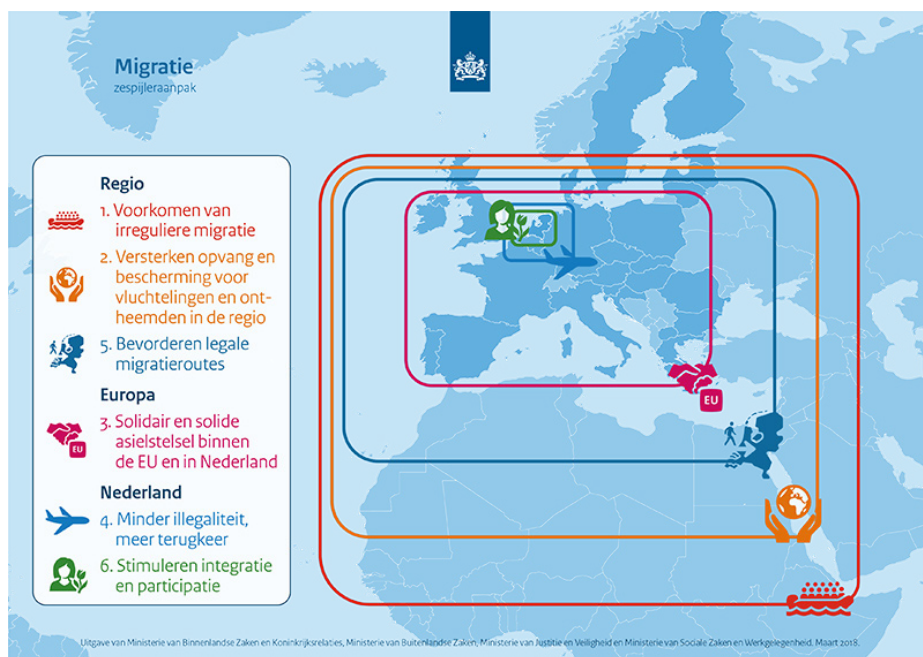 Migratie
zespijleraanpak
Regio
1. Voorkomen van
irreguliere migratie
2. Versterken opvang en
bescherming voor
vluchtelingen en ont-
heemden in de regio
5. Bevorderen legale
migratieroutes
Europa
3. Solidair en solide
asielstelsel binnen
de EU en in Nederland
EU
Nederland
4. Minder illegaliteit,
meer terugkeer
6. Stimuleren integratie
en participatie
EU
Uitgave van Ministerie van Binnenlandse Zaken en Koninkrijksrelaties, Ministerie van Buitenlandse Zaken, Ministerie van Justitie en Veiligheid en Ministerie van Sociale Zaken en Werkgelegenheid. Maart 2018.